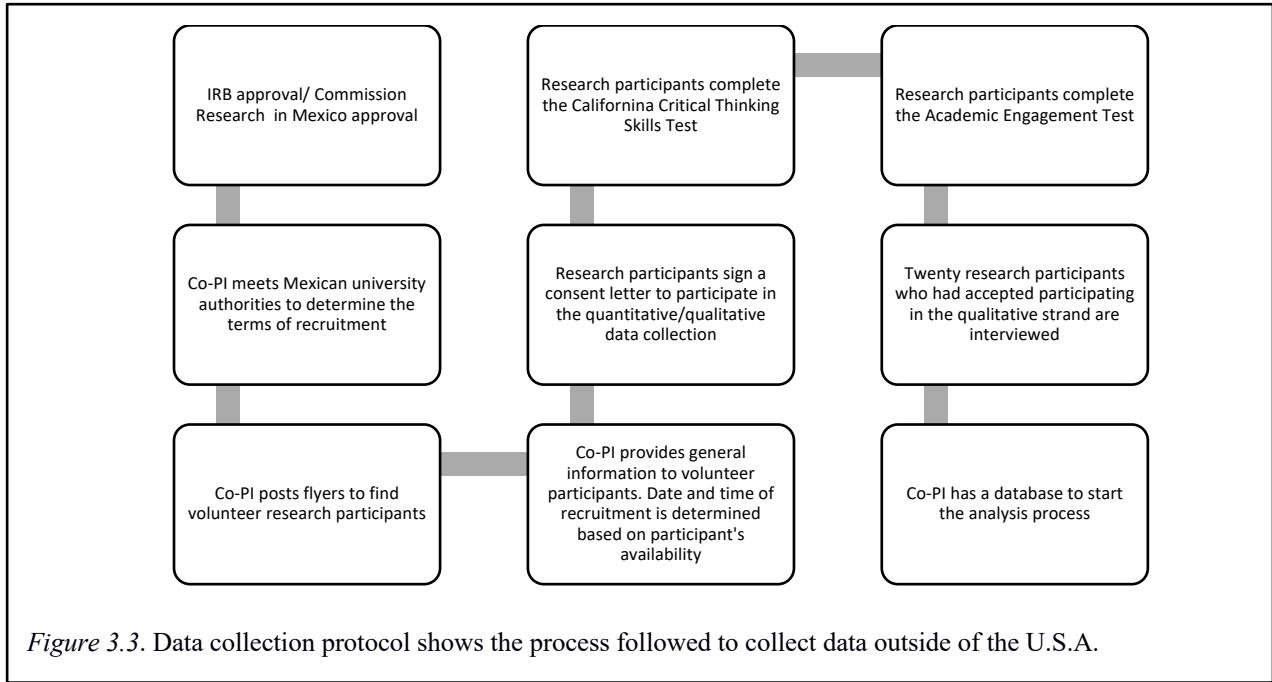 IRB approval/ Commission
Research in Mexico approval
Co-PI meets Mexican university
authorities to determine the
terms of recruitment
Co-PI posts flyers to find
volunteer research participants
Co-PI provides general
information to volunteer
participants. Date and time of
recruitment is determined
based on participant's
availability
Research participants sign a
consent letter to participate in
the quantitative/qualitative
data collection
Research participants complete
the Californina Critical Thinking
Skills Test
Research participants complete
the Academic Engagement Test
Twenty research participants
who had accepted participating
in the qualitative strand are
interviewed
Co-PI has a database to start
the analysis process
Figure 3.3. Data collection protocol shows the process followed to collect data outside of the U.S.A.